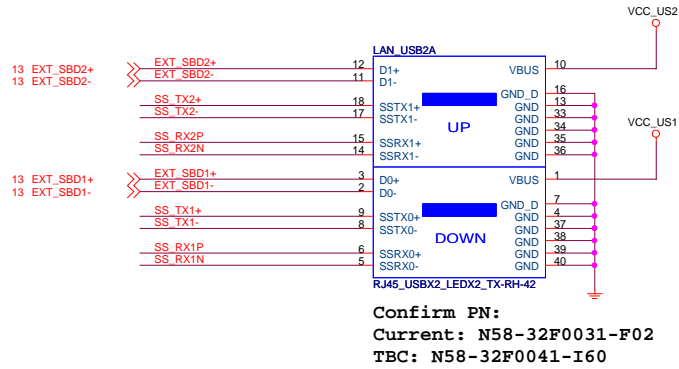 VCC_US2
LAN_USB2A
13 EXT_SBD2+ EXT_SBD2+ 12 D1+ VBUS 10
13 EXT_SBD2- EXT_SBD2- 11 D1-
GND_D 16
SS_TX2+ 18 SSTX1+ GND 13
SS_TX2- 17 SSTX1- GND 33
UP
GND 34
VCC_US1
SS_RX2P 15 SSRX1+ GND 35
SS_RX2N 14 SSRX1- GND 36
13 EXT_SBD1+ EXT_SBD1+ 3 D0+ VBUS 1
13 EXT_SBD1- EXT_SBD1- 2 D0-
GND_D 7
SS_TX1+ 9 SSTX0+ GND 4
SS_TX1- 8 SSTX0- GND 37
DOWN
GND 38
SS_RX1P 6 SSRX0+ GND 39
SS_RX1N 5 SSRX0- GND 40
RJ45_USBX2_LEDX2_TX-RH-42
Confirm PN:
Current: N58-32F0031-F02
TBC: N58-32F0041-I60